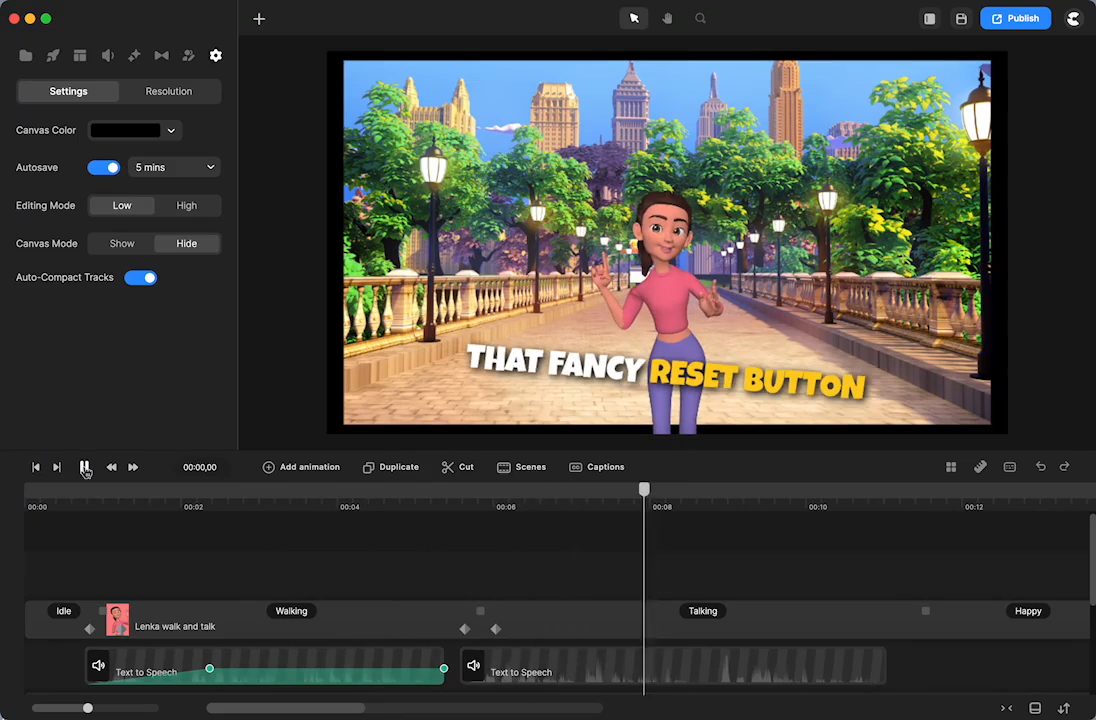 Publish
Settings
Resolution
Canvas Color
Autosave
5 mins
Editing Mode
Low
High
Canvas Mode
Show
Hide
Auto-Compact Tracks
THAT FANCY RESET BUTTON
00:00,00
Add animation
Duplicate
Cut
Scenes
Captions
00:00
00:02
00:04
00:06
00:08
00:10
00:12
Idle
Walking
Talking
Happy
Lenka walk and talk
Text to Speech
Text to Speech